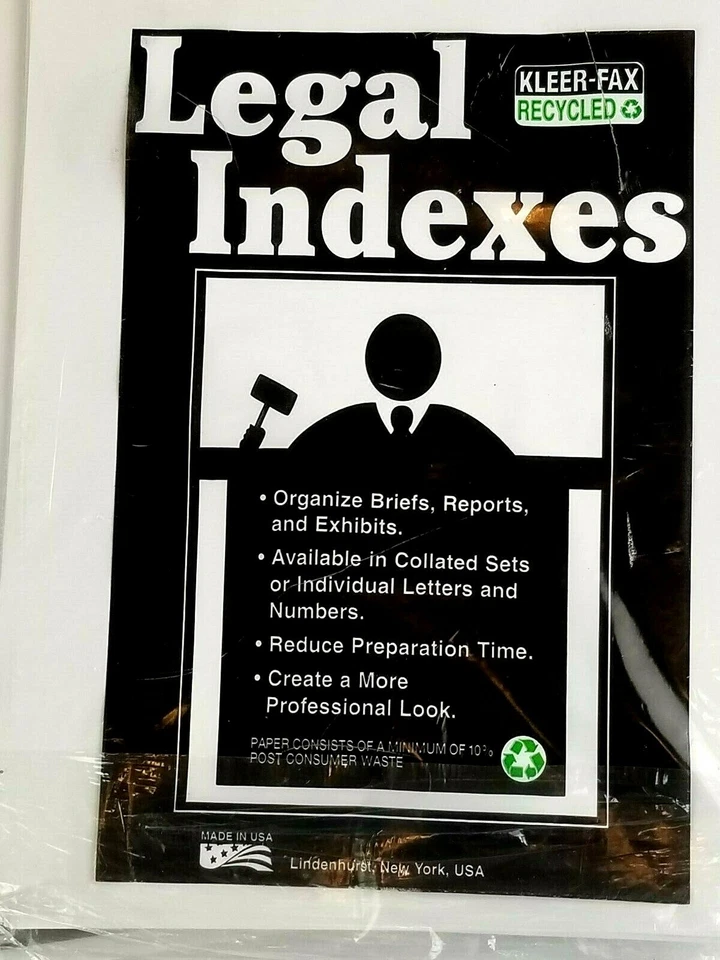 Legal
KLEER-FAX
RECYCLED
Indexes
• Organize Briefs, Reports,
and Exhibits.
• Available in Collated Sets
or Individual Letters and
Numbers.
• Reduce Preparation Time.
• Create a More
Professional Look.
PAPER CONSISTS OF A MINIMUM OF 10%
POST CONSUMER WASTE
MADE IN USA
Lindenhurst, New York, USA